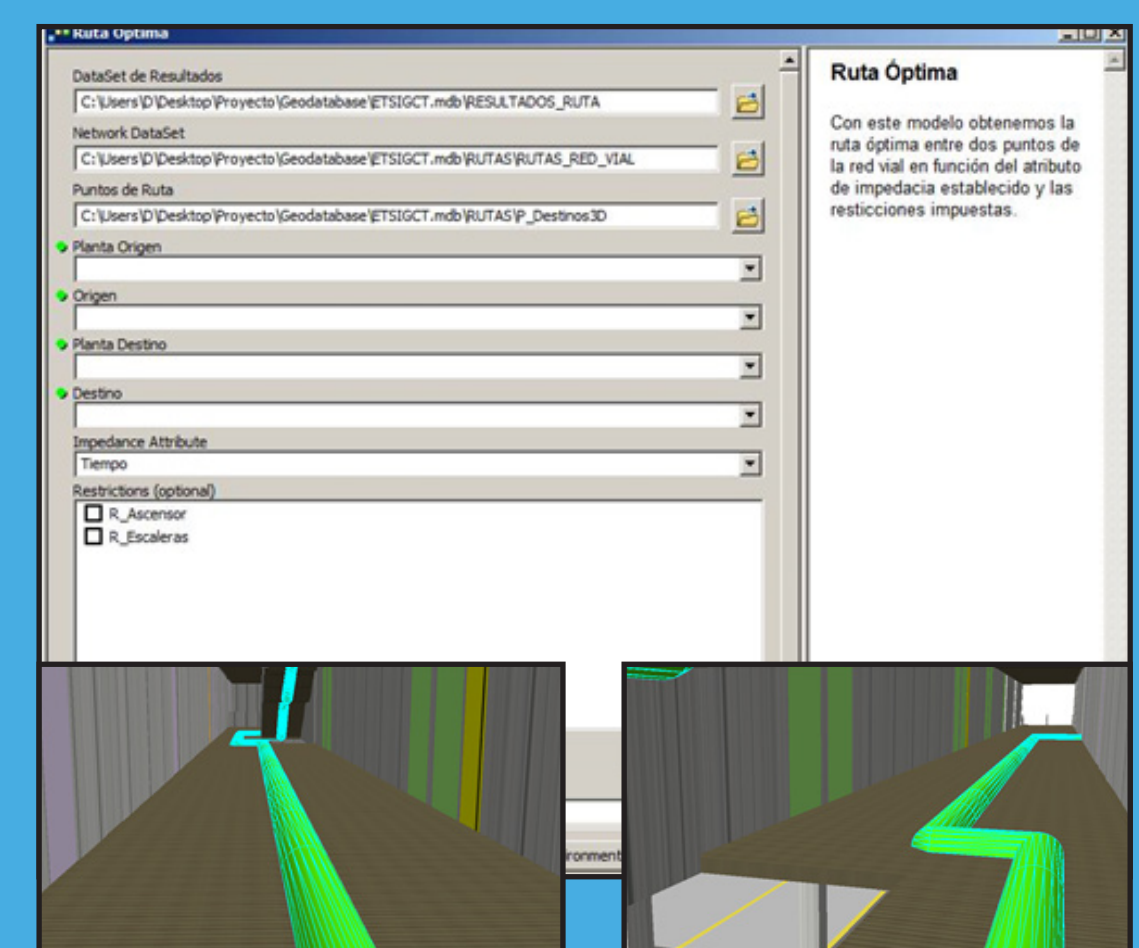 Ruta Optima
DataSet de Resultados
C:\Users\D\Desktop\Proyecto\Geodatabase\ETSIGCT.mdb\RESULTADOS_RUTA
Network DataSet
C:\Users\D\Desktop\Proyecto\Geodatabase\ETSIGCT.mdb\RUTAS\RUTAS_RED_VIAL
Puntos de Ruta
C:\Users\D\Desktop\Proyecto\Geodatabase\ETSIGCT.mdb\RUTAS\P_Destinos3D
Planta Origen
Origen
Planta Destino
Destino
Impedance Attribute
Tiempo
Restrictions (optional)
R_Ascensor
R_Escaleras
Ruta Óptima
Con este modelo obtenemos la
ruta óptima entre dos puntos de
la red vial en función del atributo
de impedacia establecido y las
resticciones impuestas.
ironment